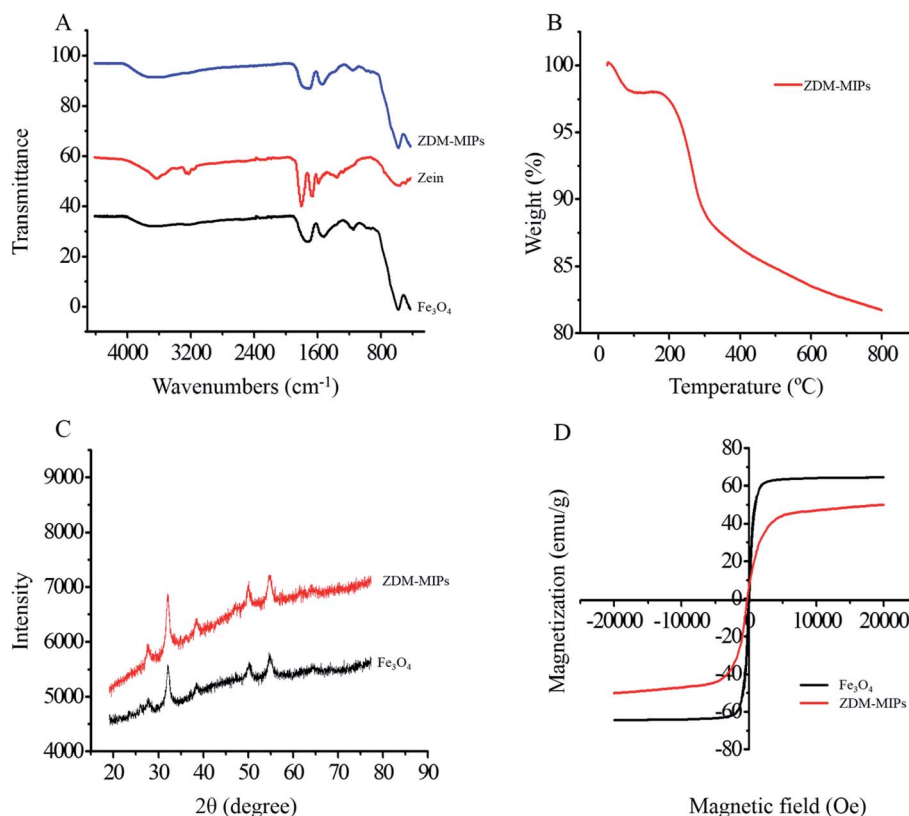 A
100
80
60
40
20
0
Transmittance
ZDM-MIPs
Zein
Fe₃O₄
4000 3200 2400 1600 800
Wavenumbers (cm⁻¹)
B
100
95
90
85
80
Weight (%)
ZDM-MIPs
0 200 400 600 800
Temperature (ºC)
C
9000
8000
7000
6000
5000
4000
Intensity
ZDM-MIPs
Fe₃O₄
20 30 40 50 60 70 80 90
2θ (degree)
D
80
60
40
20
0
-20
-40
-60
-80
Magnetization (emu/g)
-20000 -10000 0 10000 20000
Fe₃O₄
ZDM-MIPs
Magnetic field (Oe)